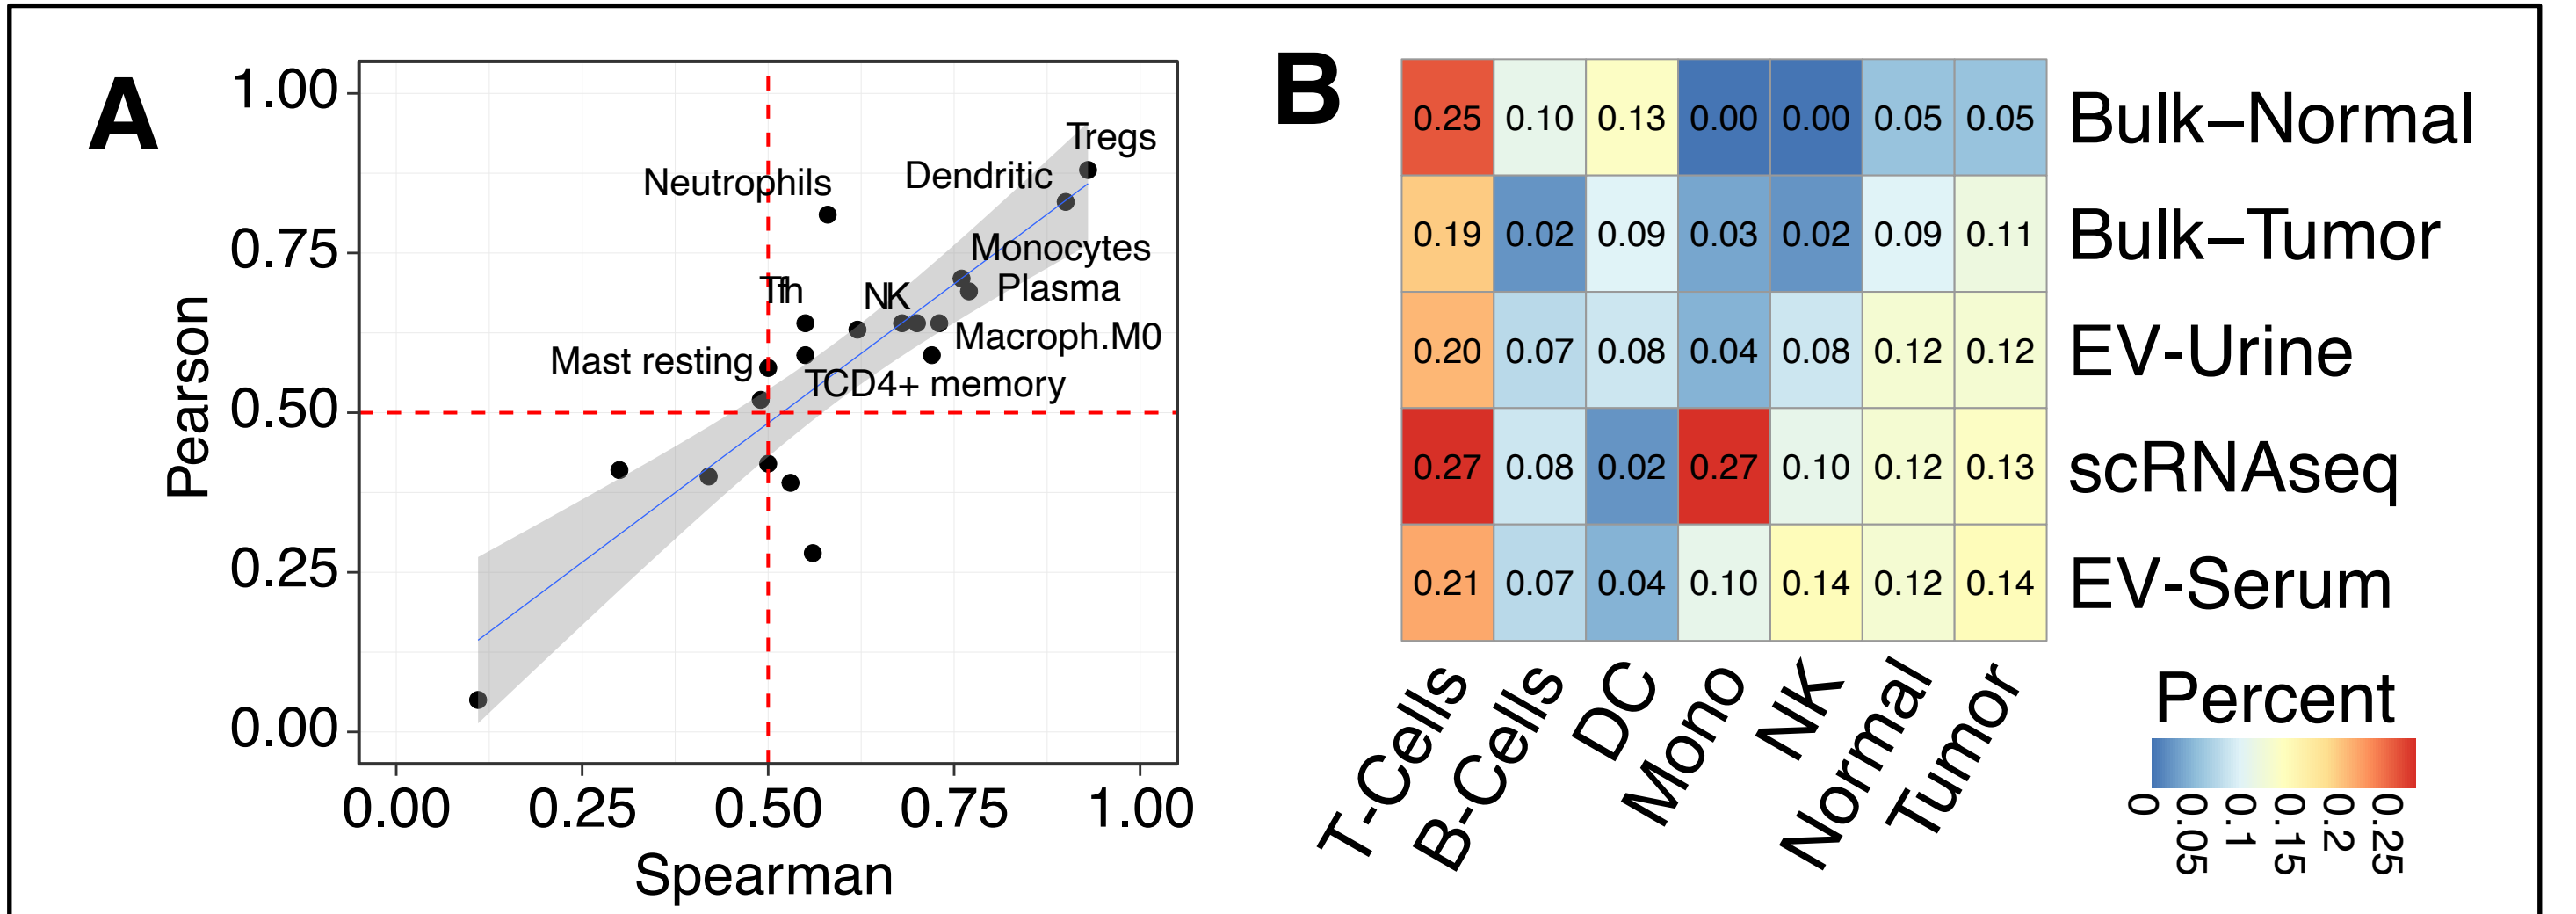 A
Pearson
1.00
0.75
0.50
0.25
0.00
Tregs
Neutrophils
Dendritic
Monocytes
Tfh
NK
Plasma
Macroph.M0
Mast resting
TCD4+ memory
0.00 0.25 0.50 0.75 1.00
Spearman
B
0.25 0.10 0.13 0.00 0.00 0.05 0.05 Bulk–Normal
0.19 0.02 0.09 0.03 0.02 0.09 0.11 Bulk–Tumor
0.20 0.07 0.08 0.04 0.08 0.12 0.12 EV-Urine
0.27 0.08 0.02 0.27 0.10 0.12 0.13 scRNAseq
0.21 0.07 0.04 0.10 0.14 0.12 0.14 EV-Serum
T-Cells B-Cells DC Mono NK Normal Tumor
Percent
0 0.05 0.1 0.15 0.2 0.25